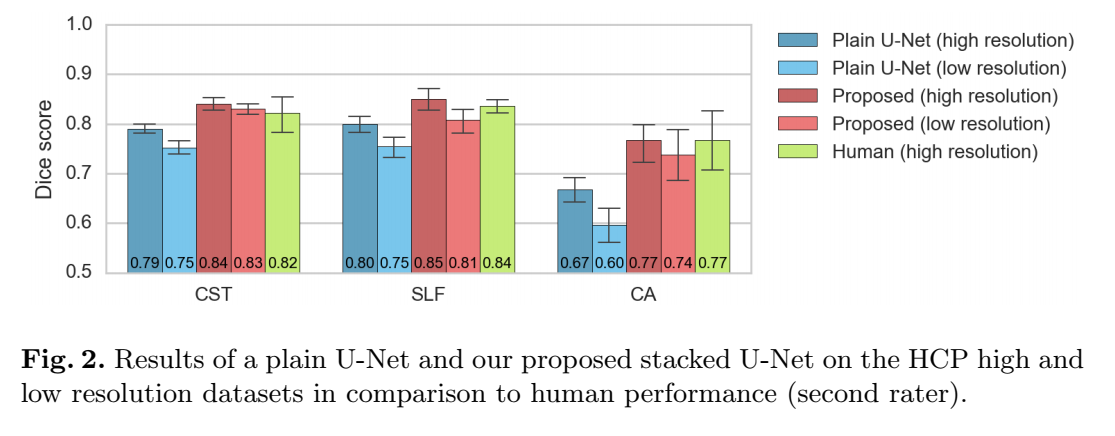 1.0
0.9
0.8
0.7
0.6
0.5
Dice score
0.79 0.75 0.84 0.83 0.82
0.80 0.75 0.85 0.81 0.84
0.67 0.60 0.77 0.74 0.77
CST SLF CA
Plain U-Net (high resolution)
Plain U-Net (low resolution)
Proposed (high resolution)
Proposed (low resolution)
Human (high resolution)
Fig. 2. Results of a plain U-Net and our proposed stacked U-Net on the HCP high and
low resolution datasets in comparison to human performance (second rater).